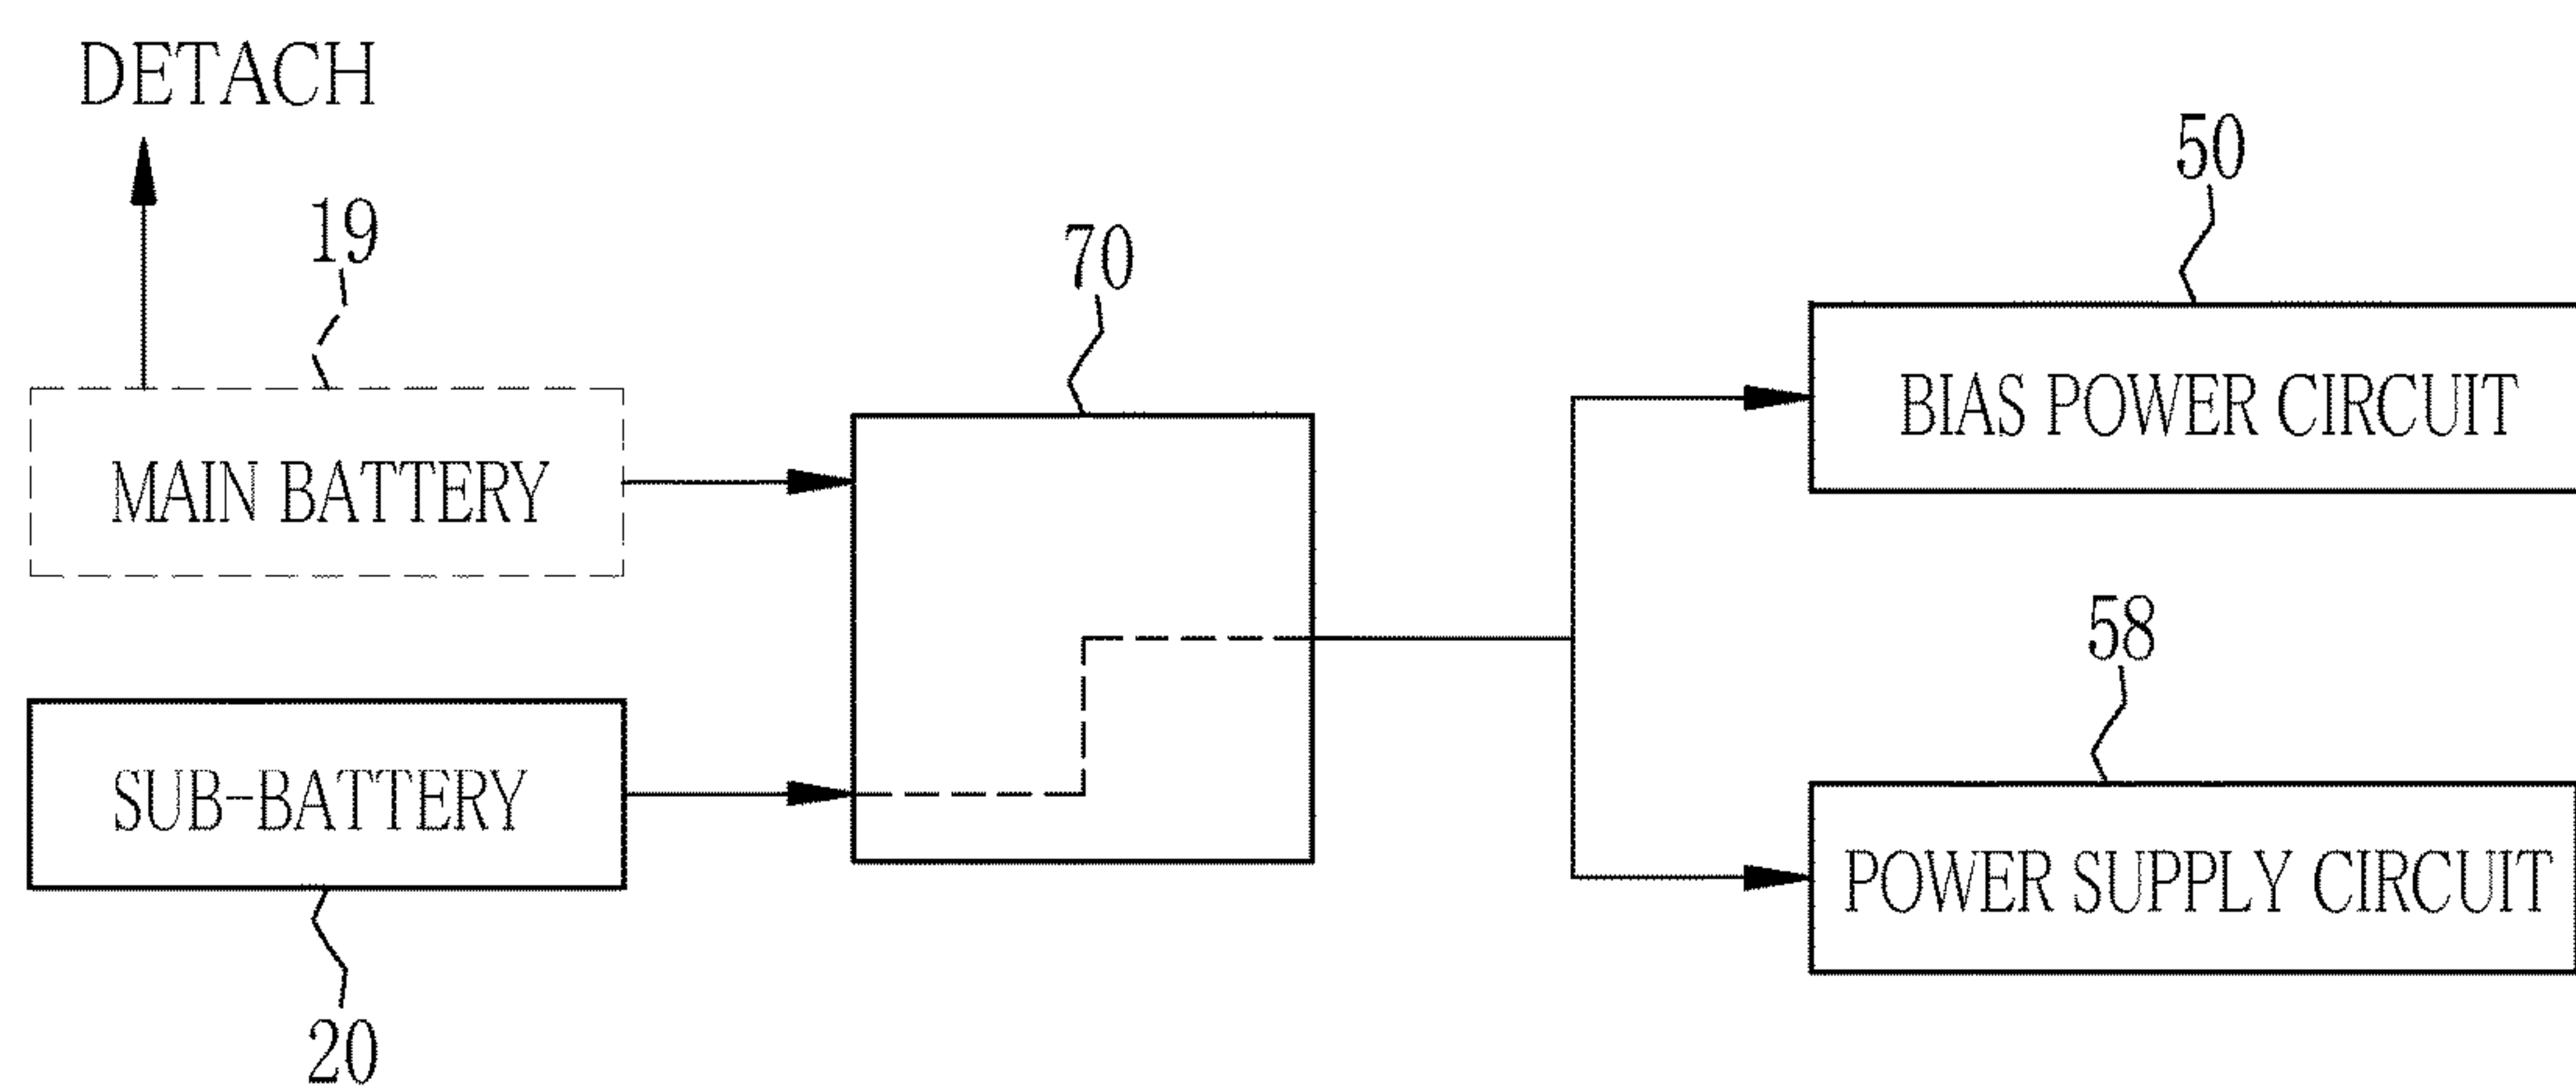 DETACH
19
MAIN BATTERY
SUB-BATTERY
20
70
50
BIAS POWER CIRCUIT
58
POWER SUPPLY CIRCUIT